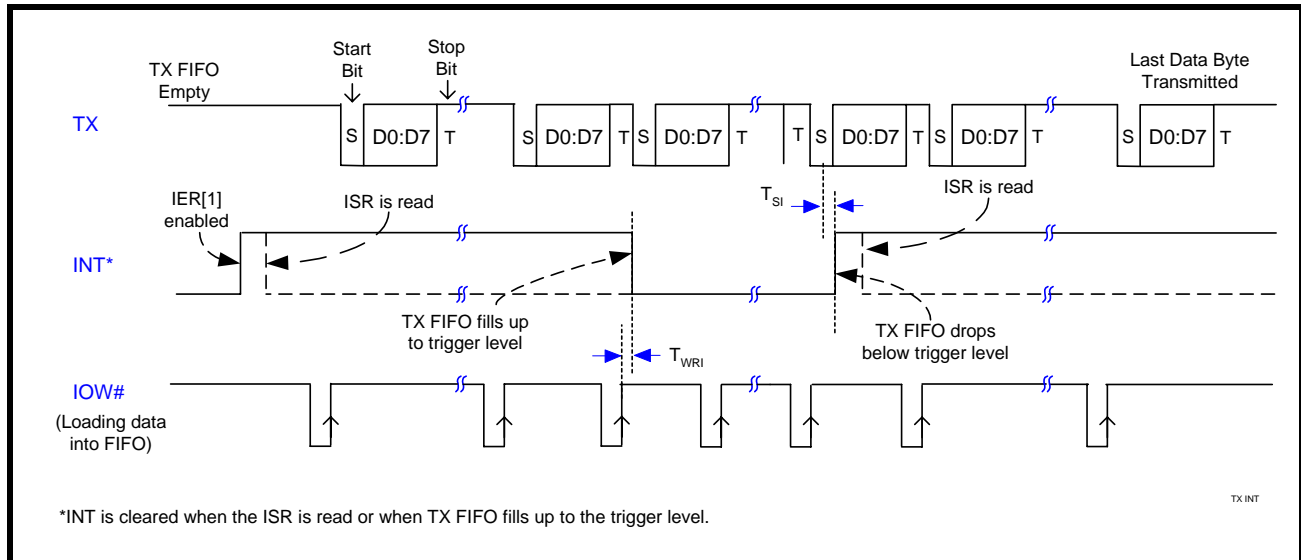 Start
Bit
Stop
Bit
TX FIFO
Empty
Last Data Byte
Transmitted
TX
S D0:D7 T S D0:D7 T S D0:D7 T T S D0:D7 T S D0:D7 T S D0:D7 T
IER[1]
enabled
ISR is read
TSI
ISR is read
INT*
TX FIFO fills up
to trigger level
TX FIFO drops
below trigger level
TWRI
IOW#
(Loading data
into FIFO)
TX INT
*INT is cleared when the ISR is read or when TX FIFO fills up to the trigger level.